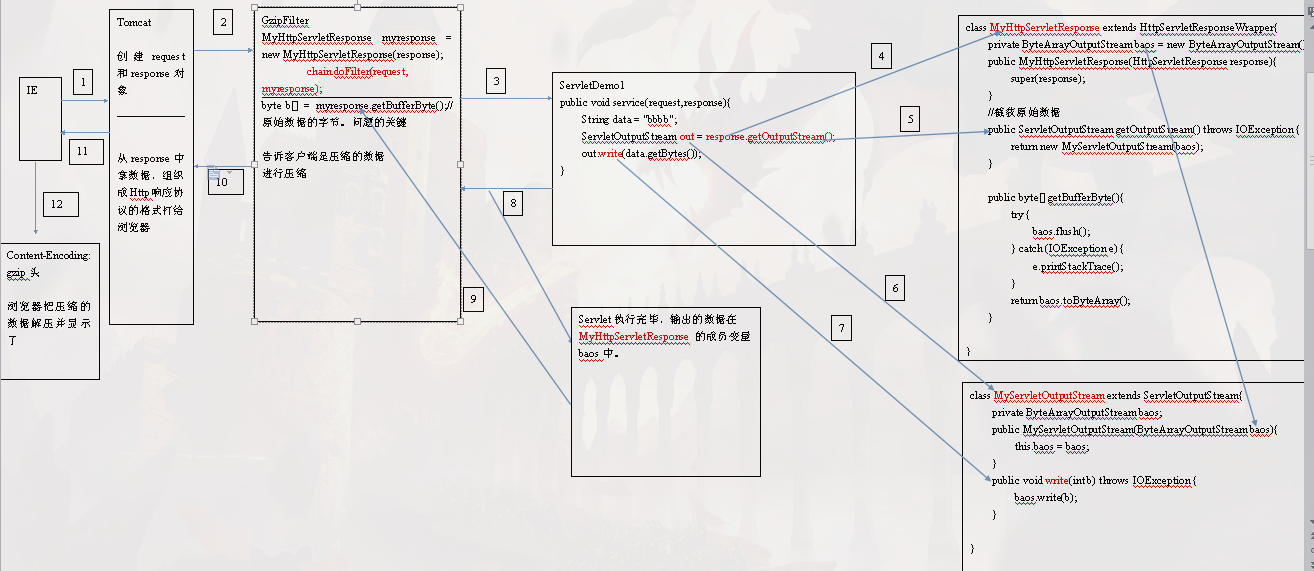 IE
1
11
12
Content-Encoding:
gzip 头
浏览器把压缩的
数据解压并显示
了
Tomcat
创建 request
和 response 对
象
从 response 中
拿数据，组织
成 Http 响应协
议的格式打给
浏览器
2
10
GzipFilter
MyHttpServletResponse myresponse =
new MyHttpServletResponse(response);
chain.doFilter(request,
myresponse);
byte b[] = myresponse.getBufferByte();//
原始数据的字节。问题的关键
告诉客户端是压缩的数据
进行压缩
3
8
9
ServletDemo1
public void service(request,response){
String data = "bbbb";
ServletOutputStream out = response.getOutputStream();
out.write(data.getBytes());
}
Servlet 执行完毕，输出的数据在
MyHttpServletResponse 的成员变量
baos 中。
4
5
6
7
class MyHttpServletResponse extends HttpServletResponseWrapper{
private ByteArrayOutputStream baos = new ByteArrayOutputStream(
public MyHttpServletResponse(HttpServletResponse response){
super(response);
}
//截获原始数据
public ServletOutputStream getOutputStream() throws IOException {
return new MyServletOutputStream(baos);
}
public byte[] getBufferByte(){
try {
baos.flush();
} catch (IOException e) {
e.printStackTrace();
}
return baos.toByteArray();
}
}
class MyServletOutputStream extends ServletOutputStream{
private ByteArrayOutputStream baos;
public MyServletOutputStream(ByteArrayOutputStream baos){
this.baos = baos;
}
public void write(int b) throws IOException {
baos.write(b);
}
}